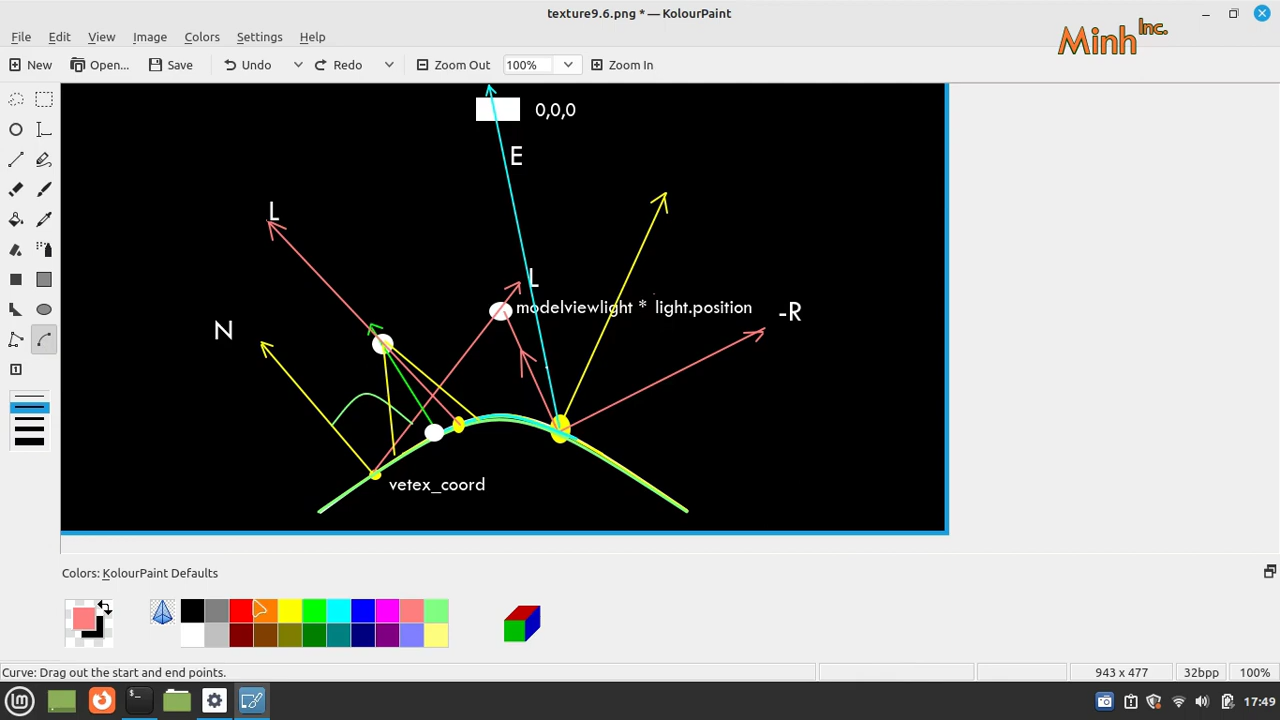 texture9.6.png * — KolourPaint
File Edit View Image Colors Settings Help
Minh Inc.
New Open... Save Undo Redo Zoom Out 100% Zoom In
0,0,0
E
L
L
modelviewlight * light.position
-R
N
vetex_coord
Colors: KolourPaint Defaults
Curve: Drag out the start and end points.
943 x 477
32bpp
100%
17:49